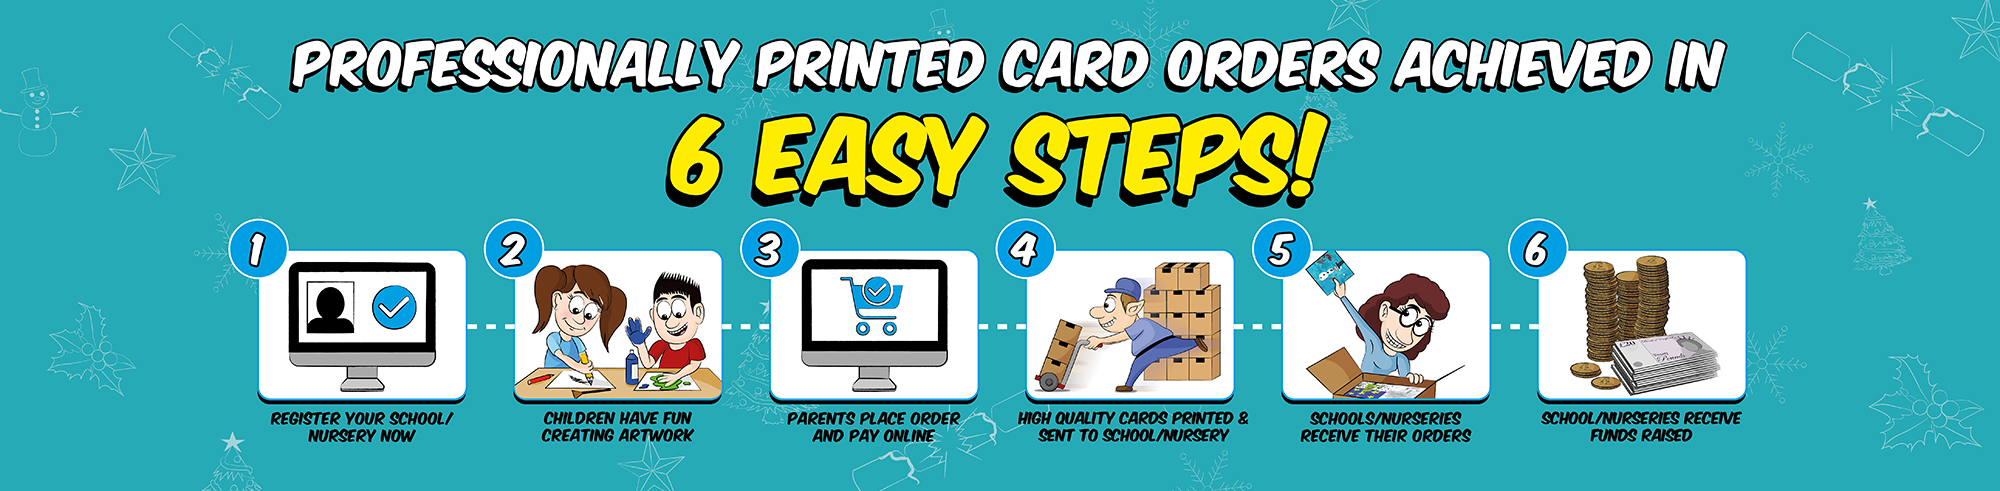 PROFESSIONALLY PRINTED CARD ORDERS ACHIEVED IN
6 EASY STEPS!
1
REGISTER YOUR SCHOOL/
NURSERY NOW
2
CHILDREN HAVE FUN
CREATING ARTWORK
3
PARENTS PLACE ORDER
AND PAY ONLINE
4
HIGH QUALITY CARDS PRINTED &
SENT TO SCHOOL/NURSERY
5
SCHOOLS/NURSERIES
RECEIVE THEIR ORDERS
6
£20
Pounds
SCHOOL/NURSERIES RECEIVE
FUNDS RAISED